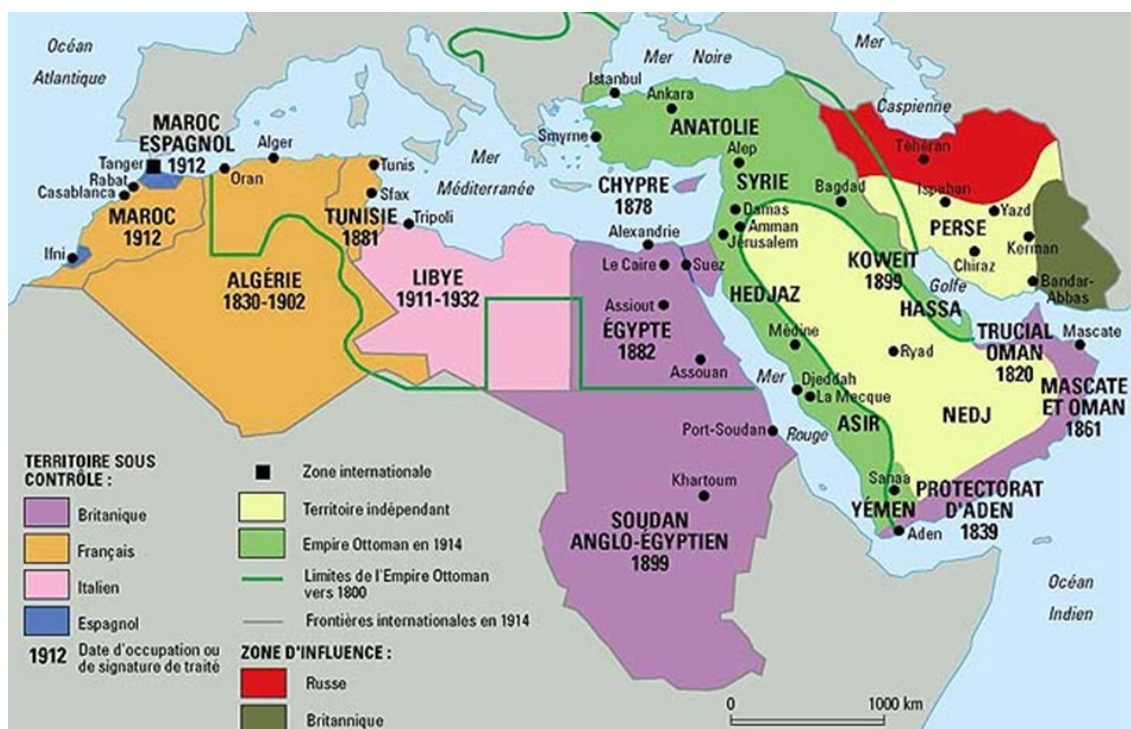 Océan
Atlantique
Mer Noire
Mer
Caspienne
Istanbul
Ankara
ANATOLIE
Smyrne
MAROC
ESPAGNOL
1912
Alger
Tanger
Rabat
Casablanca
Oran
Tunis
Sfax
Mer
Méditerranée
MAROC
1912
TUNISIE
1881
Tripoli
Ifni
ALGÉRIE
1830-1902
LIBYE
1911-1932
CHYPRE
1878
Alep
SYRIE
Bagdad
Damas
Amman
Jérusalem
Alexandrie
Le Caire
Suez
Assiout
ÉGYPTE
1882
Assouan
Téhéran
Ispahan
Yazd
PERSE
Kerman
Chiraz
Bandar-
Abbas
KOWEIT
1899
Golfe
HASSA
HEDJAZ
Médine
Ryad
TRUCIAL
OMAN
1820
Mascate
MASCATE
ET OMAN
1861
Mer
Rouge
Djeddah
La Mecque
ASIR
NEDJ
Port-Soudan
Khartoum
SOUDAN
ANGLO-ÉGYPTIEN
1899
Sanaa
YÉMEN
Aden
PROTECTORAT
D'ADEN
1839
Océan
Indien
TERRITOIRE SOUS
CONTRÔLE :
Britanique
Français
Italien
Espagnol
1912 Date d'occupation ou
de signature de traité
Zone internationale
Territoire indépendant
Empire Ottoman en 1914
Limites de l'Empire Ottoman
vers 1800
Frontières internationales en 1914
ZONE D'INFLUENCE :
Russe
Britannique
0 1000 km